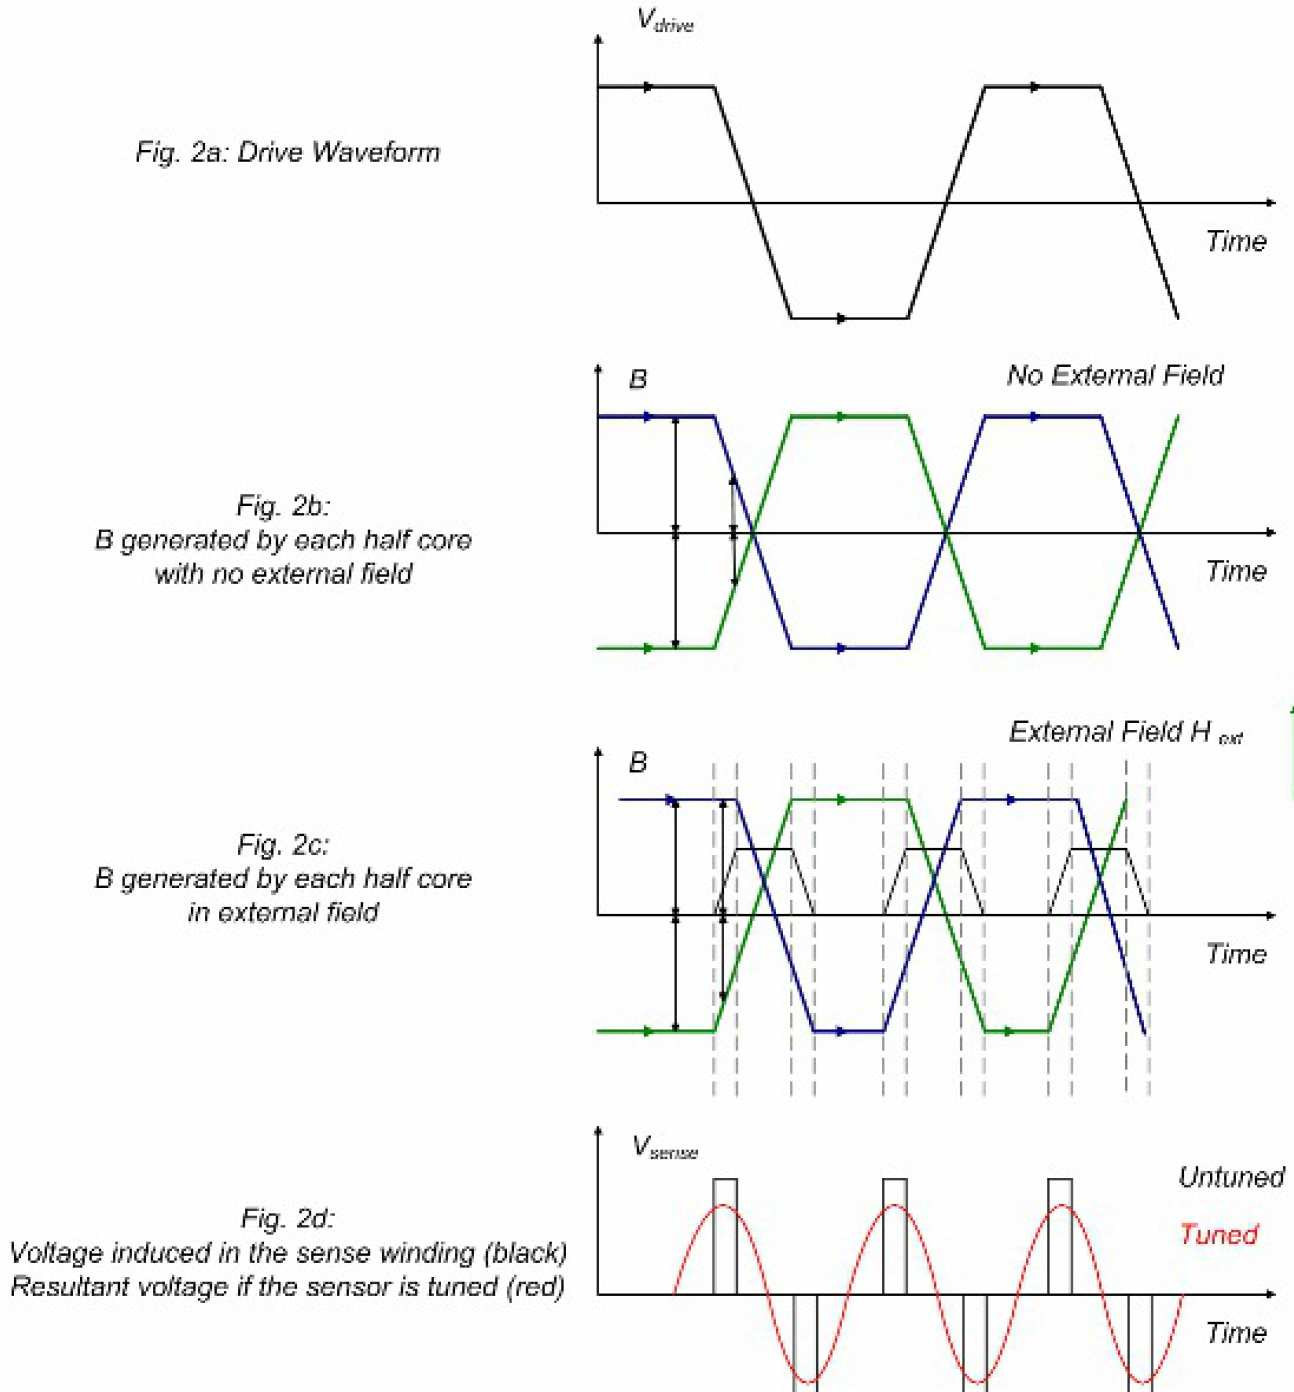 V drive
Fig. 2a: Drive Waveform
Time
B
No External Field
Fig. 2b:
B generated by each half core
with no external field
Time
External Field H ext
B
Fig. 2c:
B generated by each half core
in external field
Time
V sense
Untuned
Fig. 2d:
Tuned
Voltage induced in the sense winding (black)
Resultant voltage if the sensor is tuned (red)
Time